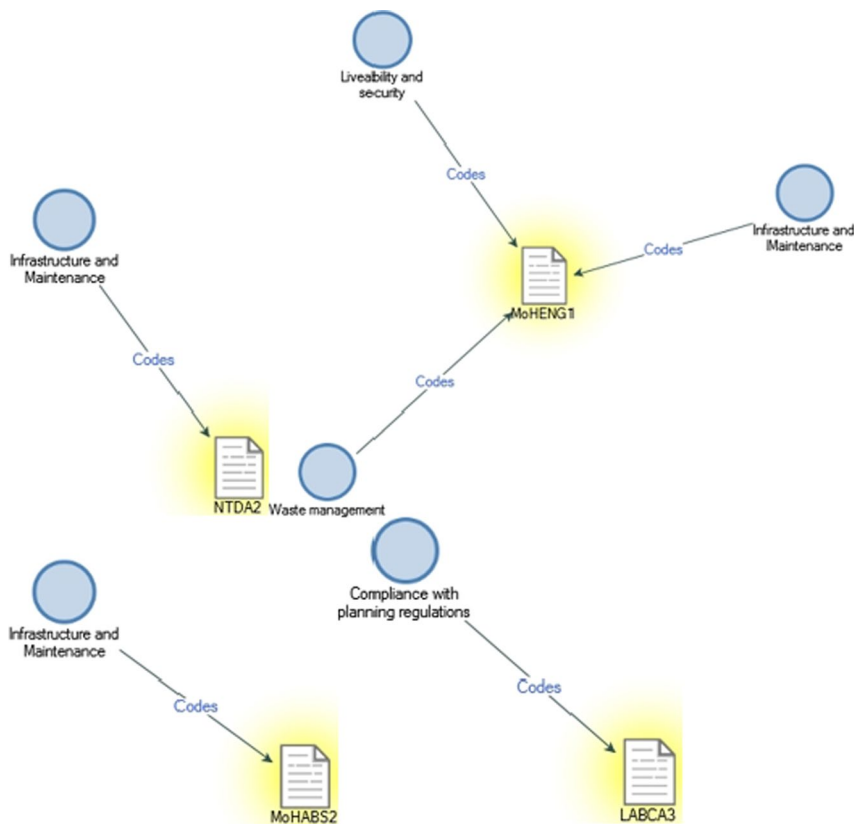 Liveability and
security
Codes
Infrastructure and
Maintenance
Codes
Infrastructure and
Maintenance
MoHENG1
Codes
Codes
NTDA2
Waste management
Compliance with
planning regulations
Infrastructure and
Maintenance
Codes
Codes
MoHABS2
LABCA3